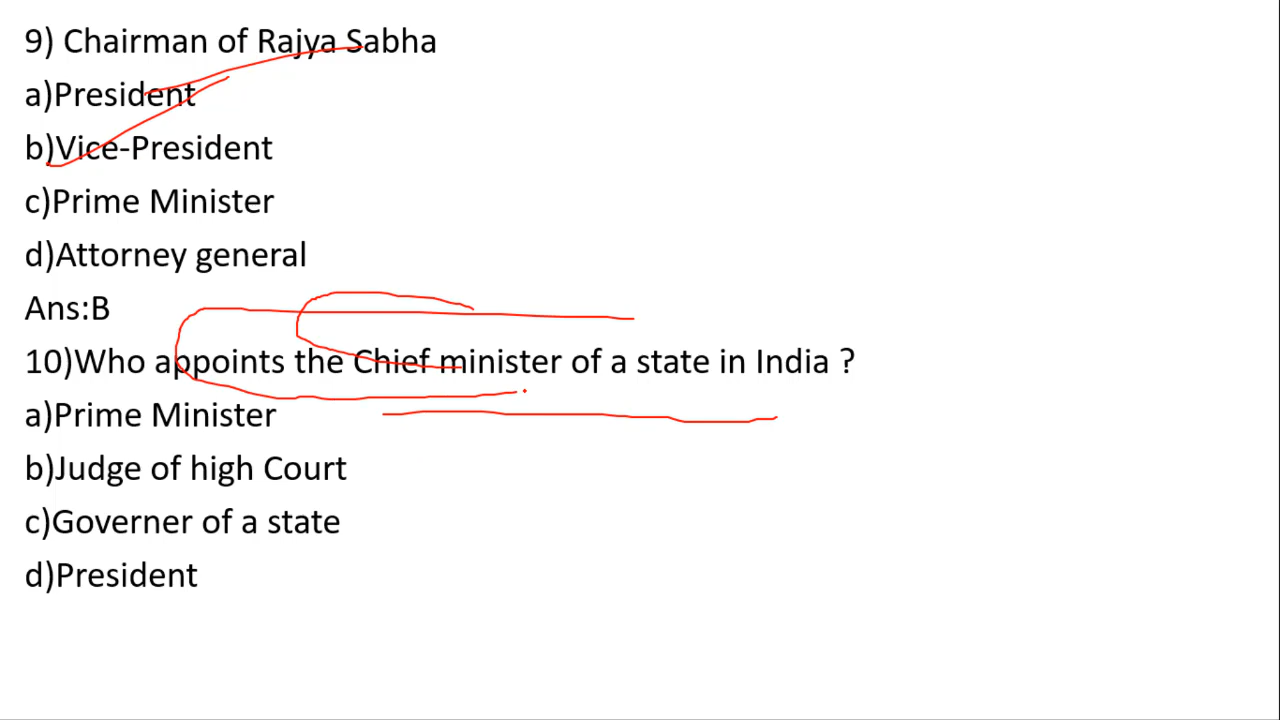 9) Chairman of Rajya Sabha
a)President
b)Vice-President
c)Prime Minister
d)Attorney general
Ans:B
10)Who appoints the Chief minister of a state in India ?
a)Prime Minister
b)Judge of high Court
c)Governer of a state
d)President